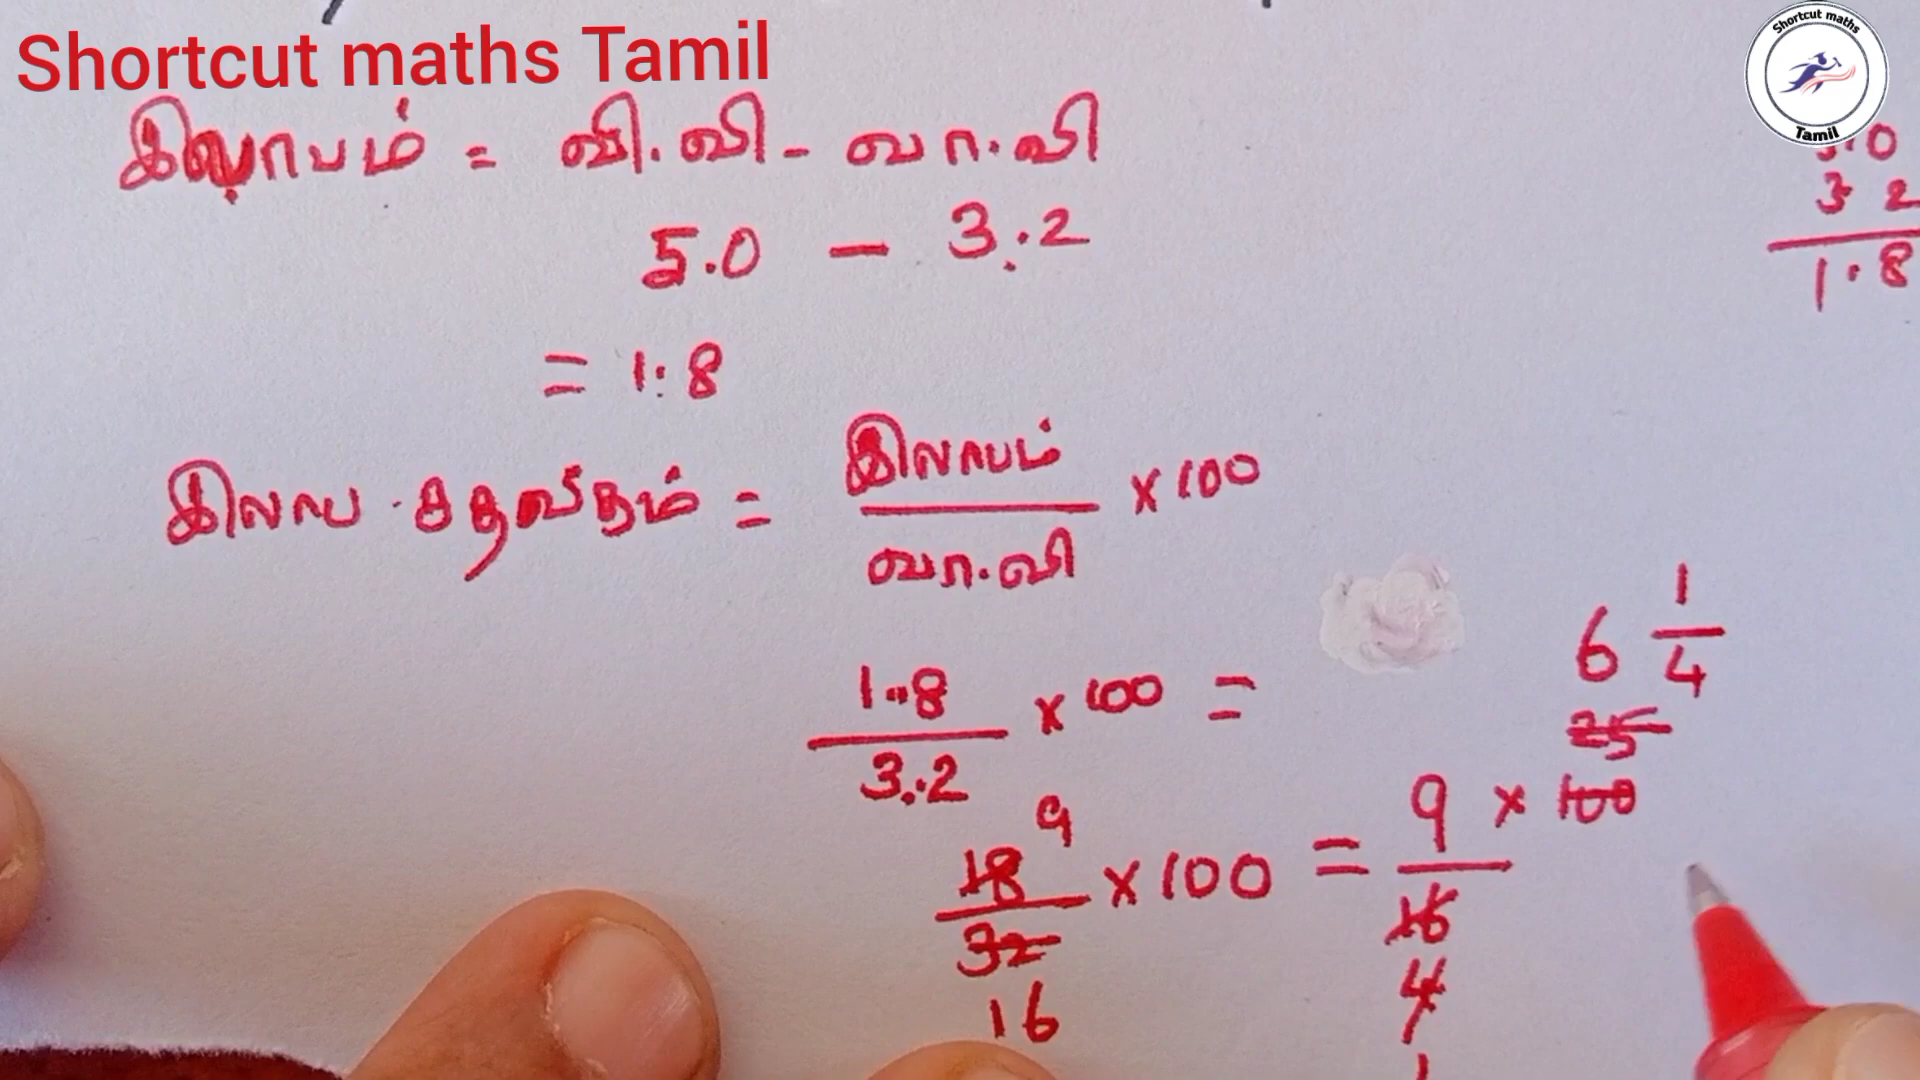 Shortcut maths Tamil
Shortcut maths
Tamil
இலாபம் = வி.வி - வா.வி
5.0 - 3.2
3 2
1.8
= 1.8
இலாப சதவீதம் = இலாபம் / வா.வி × 100
1.8 / 3.2 × 100 =
6 1/4
25
9
18 / 32 × 100 = 9 / 16 × 100
16
4
1